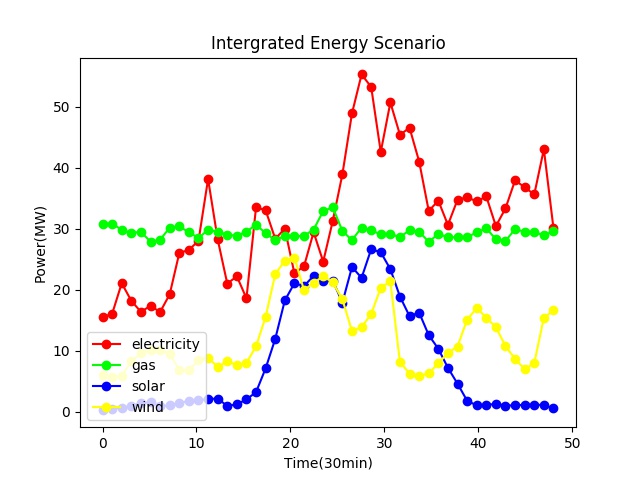 Intergrated Energy Scenario
Power(MW)
50
40
30
20
10
0
electricity
gas
solar
wind
0 10 20 30 40 50
Time(30min)